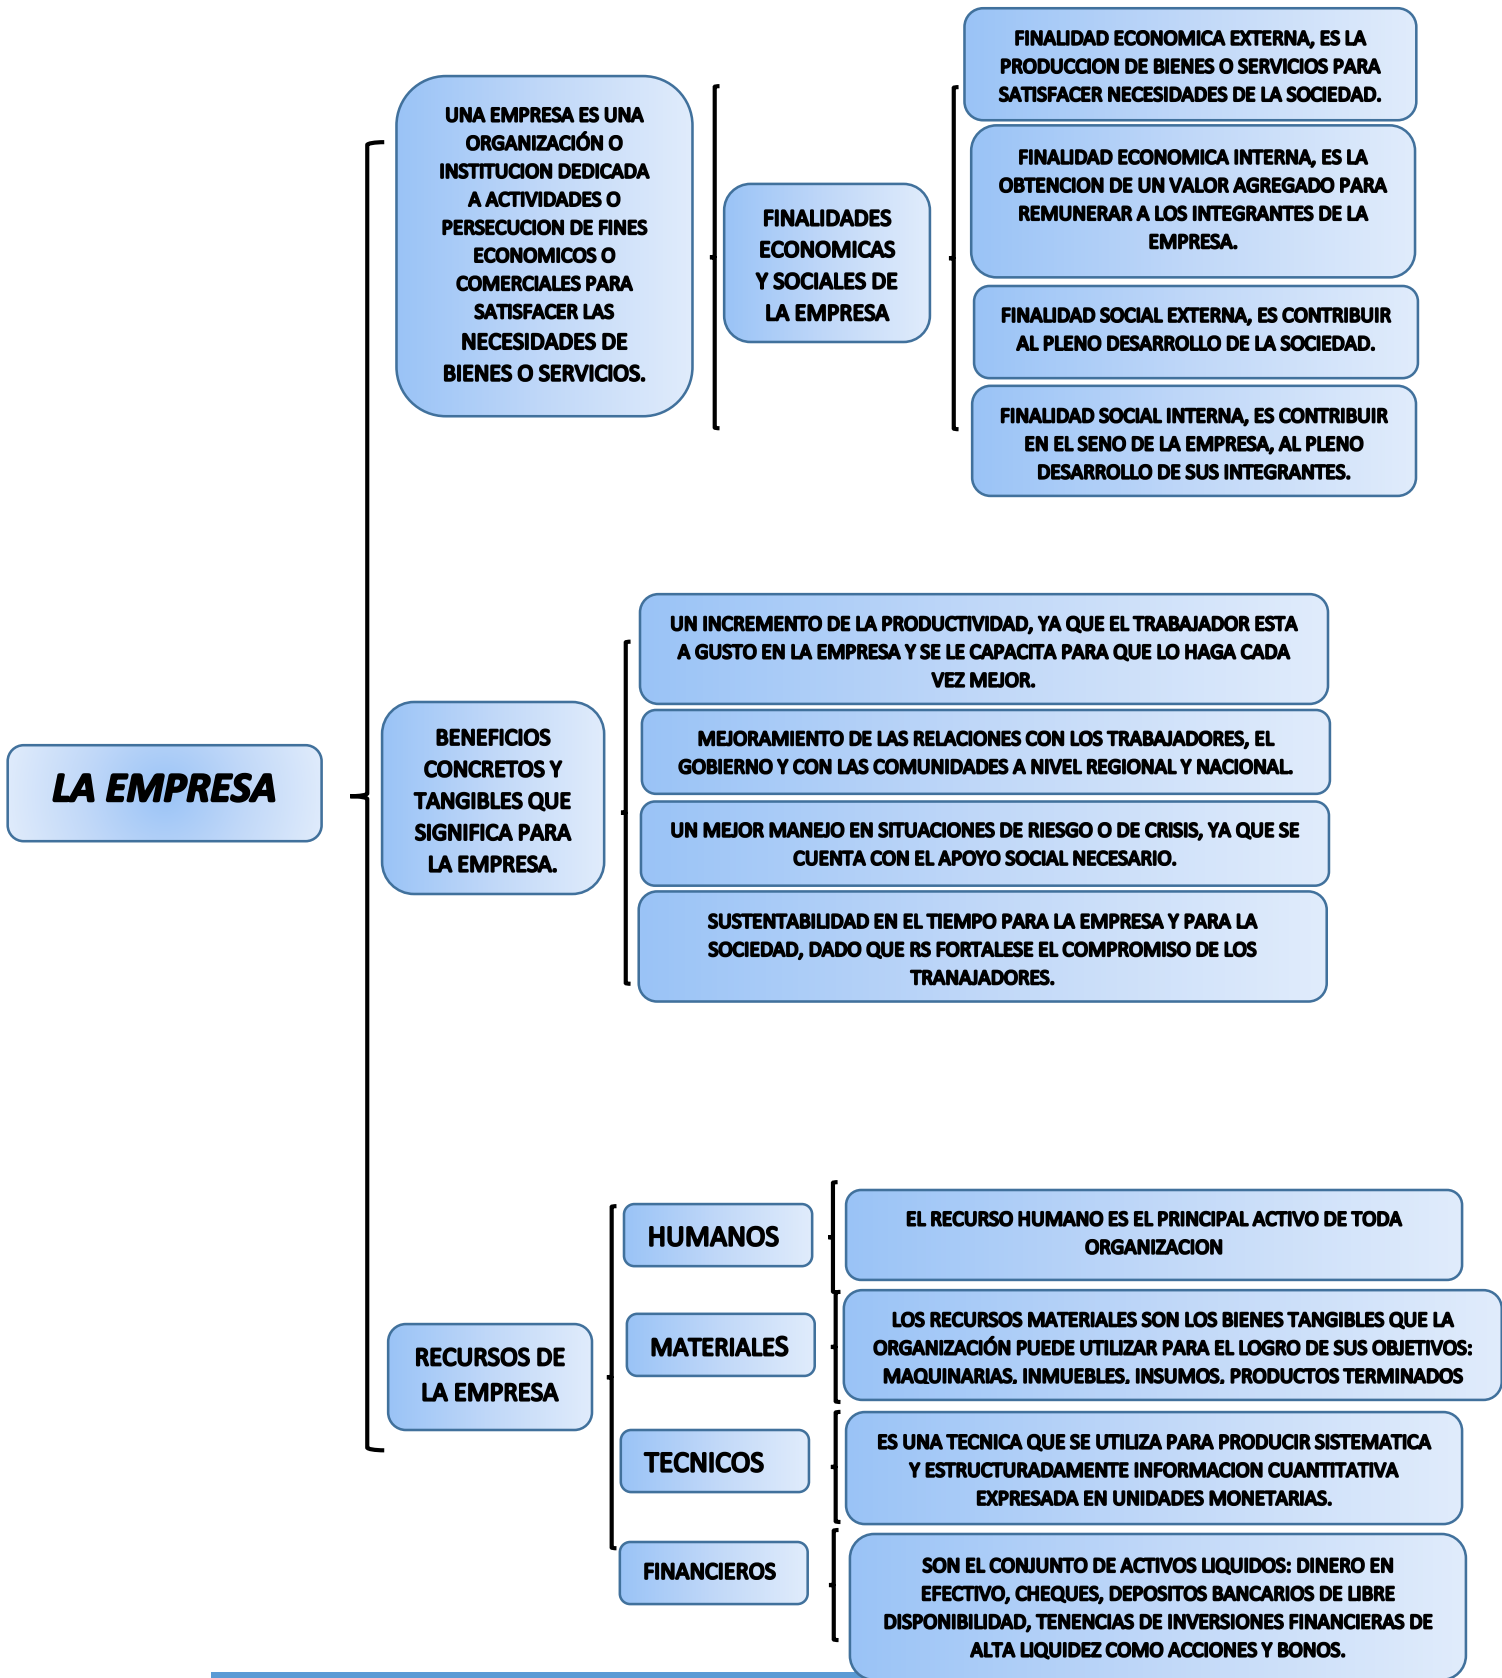 LA EMPRESA
UNA EMPRESA ES UNA
ORGANIZACIÓN O
INSTITUCION DEDICADA
A ACTIVIDADES O
PERSECUCION DE FINES
ECONOMICOS O
COMERCIALES PARA
SATISFACER LAS
NECESIDADES DE
BIENES O SERVICIOS.
FINALIDADES
ECONOMICAS
Y SOCIALES DE
LA EMPRESA
FINALIDAD ECONOMICA EXTERNA, ES LA
PRODUCCION DE BIENES O SERVICIOS PARA
SATISFACER NECESIDADES DE LA SOCIEDAD.
FINALIDAD ECONOMICA INTERNA, ES LA
OBTENCION DE UN VALOR AGREGADO PARA
REMUNERAR A LOS INTEGRANTES DE LA
EMPRESA.
FINALIDAD SOCIAL EXTERNA, ES CONTRIBUIR
AL PLENO DESARROLLO DE LA SOCIEDAD.
FINALIDAD SOCIAL INTERNA, ES CONTRIBUIR
EN EL SENO DE LA EMPRESA, AL PLENO
DESARROLLO DE SUS INTEGRANTES.
BENEFICIOS
CONCRETOS Y
TANGIBLES QUE
SIGNIFICA PARA
LA EMPRESA.
UN INCREMENTO DE LA PRODUCTIVIDAD, YA QUE EL TRABAJADOR ESTA
A GUSTO EN LA EMPRESA Y SE LE CAPACITA PARA QUE LO HAGA CADA
VEZ MEJOR.
MEJORAMIENTO DE LAS RELACIONES CON LOS TRABAJADORES, EL
GOBIERNO Y CON LAS COMUNIDADES A NIVEL REGIONAL Y NACIONAL.
UN MEJOR MANEJO EN SITUACIONES DE RIESGO O DE CRISIS, YA QUE SE
CUENTA CON EL APOYO SOCIAL NECESARIO.
SUSTENTABILIDAD EN EL TIEMPO PARA LA EMPRESA Y PARA LA
SOCIEDAD, DADO QUE RS FORTALESE EL COMPROMISO DE LOS
TRANAJADORES.
RECURSOS DE
LA EMPRESA
HUMANOS
EL RECURSO HUMANO ES EL PRINCIPAL ACTIVO DE TODA
ORGANIZACION
MATERIALES
LOS RECURSOS MATERIALES SON LOS BIENES TANGIBLES QUE LA
ORGANIZACIÓN PUEDE UTILIZAR PARA EL LOGRO DE SUS OBJETIVOS:
MAQUINARIAS. INMUEBLES. INSUMOS. PRODUCTOS TERMINADOS
TECNICOS
ES UNA TECNICA QUE SE UTILIZA PARA PRODUCIR SISTEMATICA
Y ESTRUCTURADAMENTE INFORMACION CUANTITATIVA
EXPRESADA EN UNIDADES MONETARIAS.
FINANCIEROS
SON EL CONJUNTO DE ACTIVOS LIQUIDOS: DINERO EN
EFECTIVO, CHEQUES, DEPOSITOS BANCARIOS DE LIBRE
DISPONIBILIDAD, TENENCIAS DE INVERSIONES FINANCIERAS DE
ALTA LIQUIDEZ COMO ACCIONES Y BONOS.